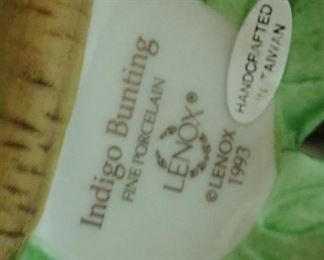 Indigo Bunting
FINE PORCELAIN
LENOX®
©LENOX
1993
HANDCRAFTED
IN TAIWAN